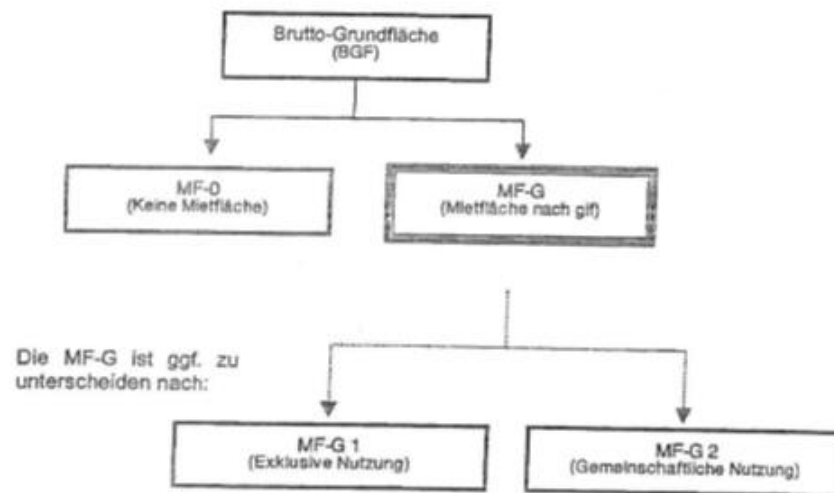 Brutto-Grundfläche
(BGF)
MF-0
(Keine Mietfläche)
MF-G
(Mietfläche nach gif)
Die MF-G ist ggf. zu
unterscheiden nach:
MF-G 1
(Exklusive Nutzung)
MF-G 2
(Gemeinschaftliche Nutzung)